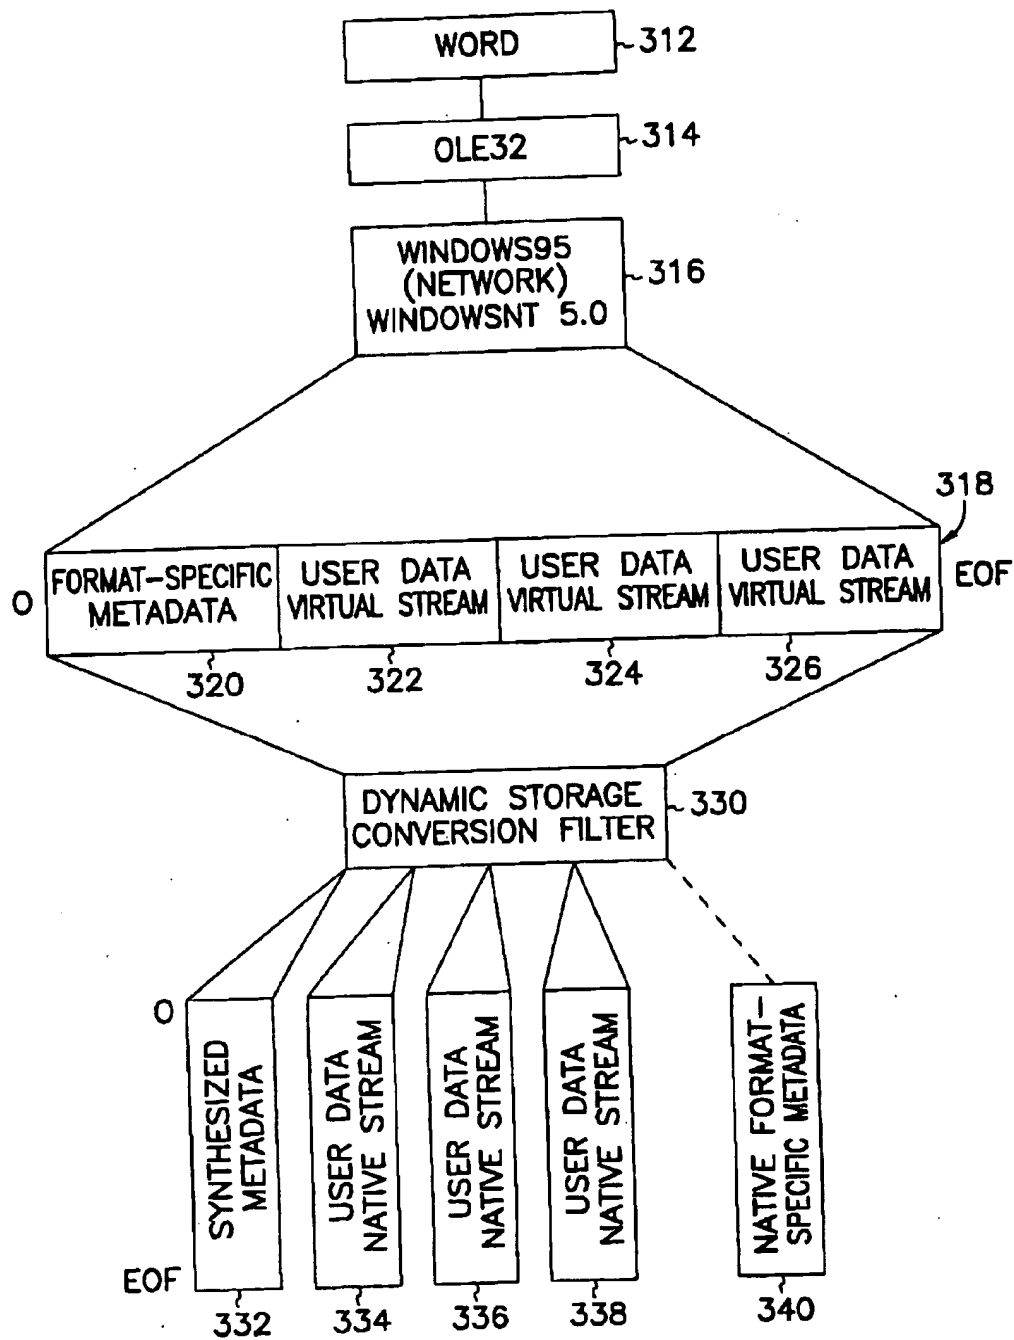 WORD
312
OLE32
314
WINDOWS95
(NETWORK)
WINDOWSNT 5.0
316
318
O
FORMAT-SPECIFIC
METADATA
USER DATA
VIRTUAL STREAM
USER DATA
VIRTUAL STREAM
USER DATA
VIRTUAL STREAM
EOF
320
322
324
326
DYNAMIC STORAGE
CONVERSION FILTER
330
O
SYNTHESIZED
METADATA
USER DATA
NATIVE STREAM
USER DATA
NATIVE STREAM
USER DATA
NATIVE STREAM
NATIVE FORMAT-
SPECIFIC METADATA
EOF
332
334
336
338
340